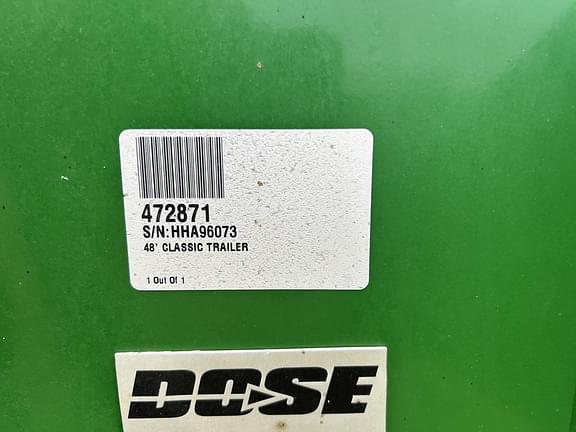 472871
S/N:HHA96073
48' CLASSIC TRAILER
1 Out Of 1
DOSE